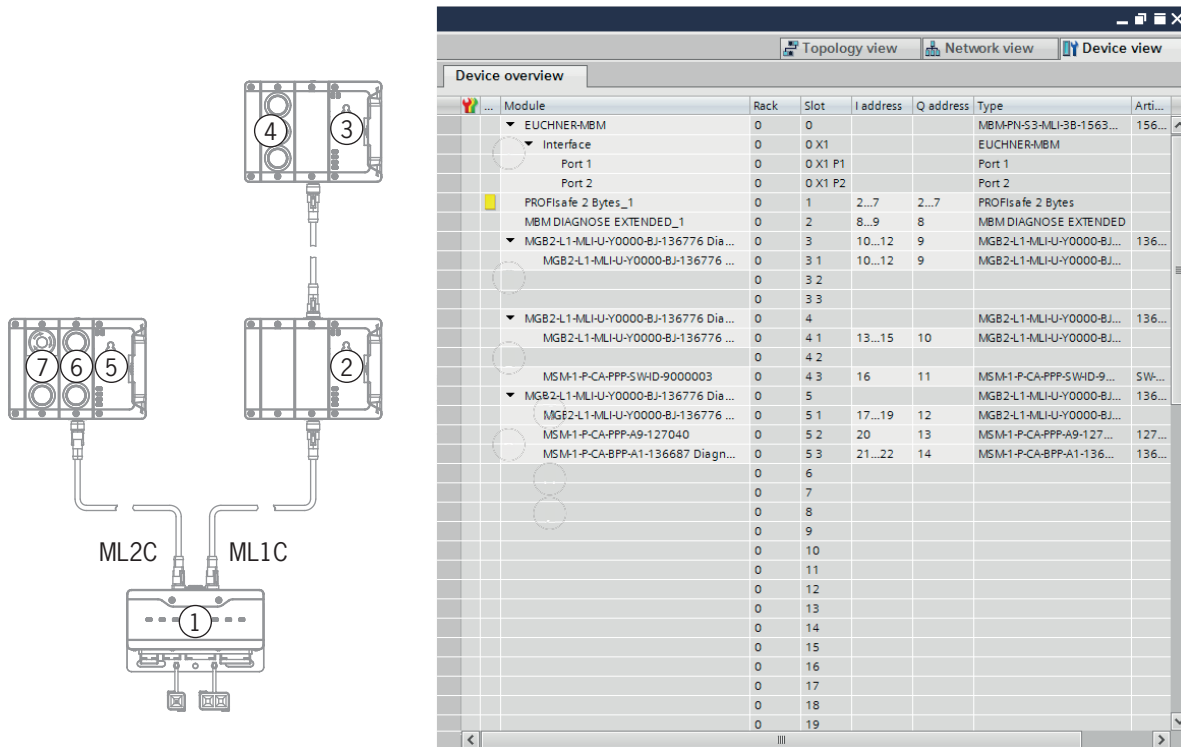 4
3
7
6
5
2
ML2C
ML1C
1
Topology view Network view Device view
Device overview
... Module Rack Slot I address Q address Type Arti...
EUCHNER-MBM 0 0 MBM-PN-S3-MLI-3B-1563... 156...
Interface 0 0 X1 EUCHNER-MBM
Port 1 0 0 X1 P1 Port 1
Port 2 0 0 X1 P2 Port 2
PROFIsafe 2 Bytes_1 0 1 2...7 2...7 PROFIsafe 2 Bytes
MBM DIAGNOSE EXTENDED_1 0 2 8...9 8 MBM DIAGNOSE EXTENDED
MGB2-L1-MLI-U-Y0000-BJ-136776 Dia... 0 3 10...12 9 MGB2-L1-MLI-U-Y0000-BJ... 136...
MGB2-L1-MLI-U-Y0000-BJ-136776 ... 0 3 1 10...12 9 MGB2-L1-MLI-U-Y0000-BJ...
0 3 2
0 3 3
MGB2-L1-MLI-U-Y0000-BJ-136776 Dia... 0 4 MGB2-L1-MLI-U-Y0000-BJ... 136...
MGB2-L1-MLI-U-Y0000-BJ-136776 ... 0 4 1 13...15 10 MGB2-L1-MLI-U-Y0000-BJ...
0 4 2
MSM-1-P-CA-PPP-SW-ID-9000003 0 4 3 16 11 MSM-1-P-CA-PPP-SW-ID-9... SW-...
MGB2-L1-MLI-U-Y0000-BJ-136776 Dia... 0 5 MGB2-L1-MLI-U-Y0000-BJ... 136...
MGB2-L1-MLI-U-Y0000-BJ-136776 ... 0 5 1 17...19 12 MGB2-L1-MLI-U-Y0000-BJ...
MSM-1-P-CA-PPP-A9-127040 0 5 2 20 13 MSM-1-P-CA-PPP-A9-127... 127...
MSM-1-P-CA-BPP-A1-136687 Diagn... 0 5 3 21...22 14 MSM-1-P-CA-BPP-A1-136... 136...
0 6
0 7
0 8
0 9
0 10
0 11
0 12
0 13
0 14
0 15
0 16
0 17
0 18
0 19